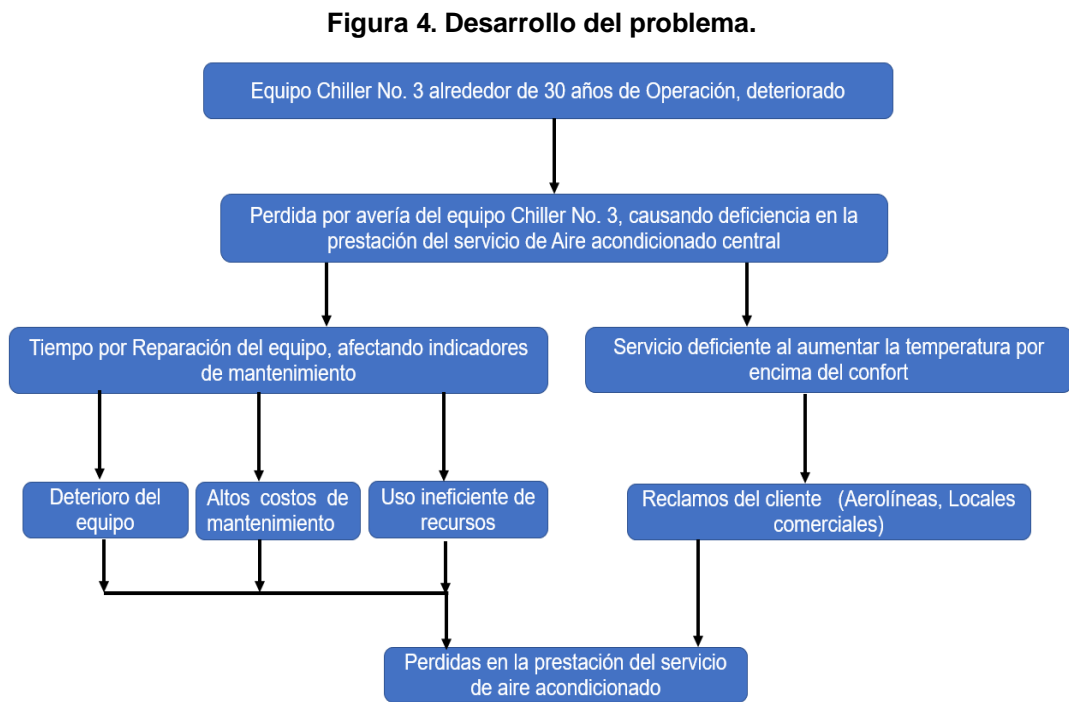 Figura 4. Desarrollo del problema.
Equipo Chiller No. 3 alrededor de 30 años de Operación, deteriorado
Perdida por avería del equipo Chiller No. 3, causando deficiencia en la
prestación del servicio de Aire acondicionado central
Tiempo por Reparación del equipo, afectando indicadores
de mantenimiento
Servicio deficiente al aumentar la temperatura por
encima del confort
Deterioro del
equipo
Altos costos de
mantenimiento
Uso ineficiente de
recursos
Reclamos del cliente (Aerolíneas, Locales
comerciales)
Perdidas en la prestación del servicio
de aire acondicionado